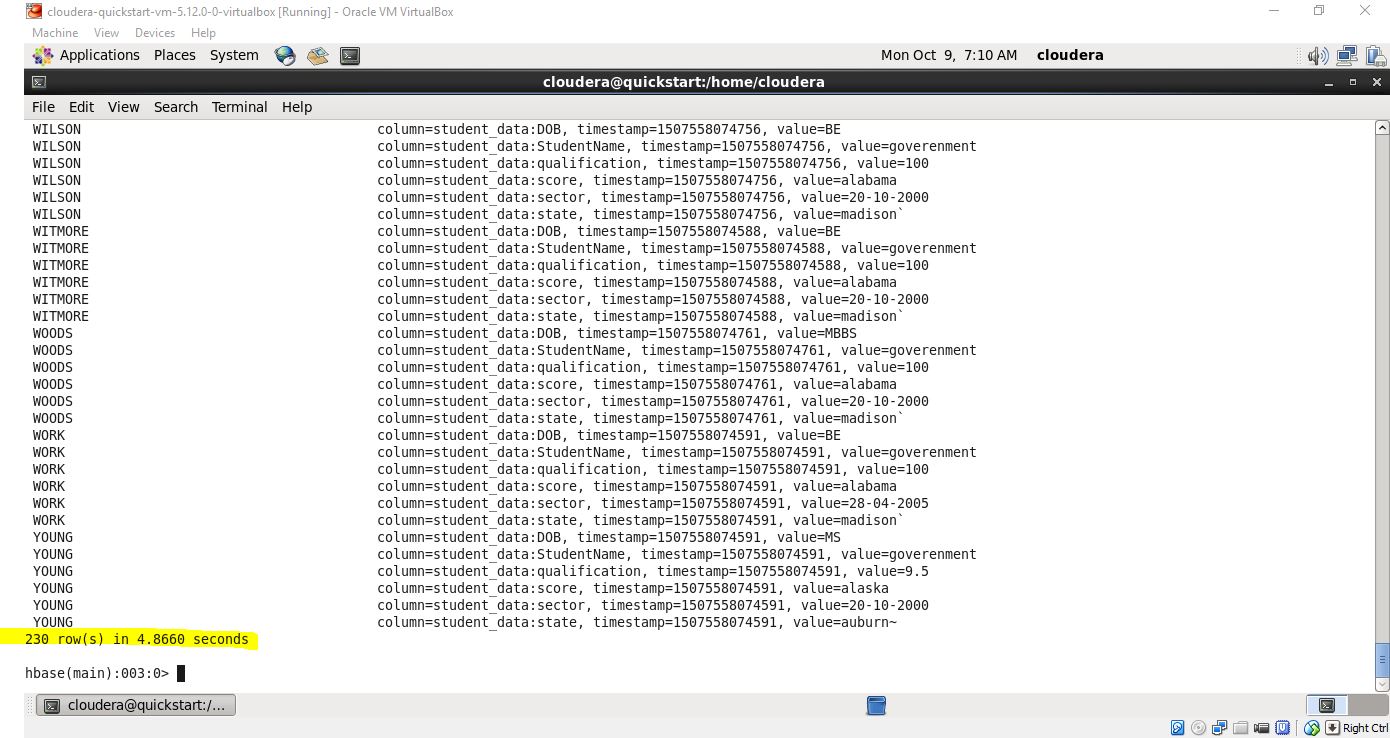 cloudera-quickstart-vm-5.12.0-0-virtualbox [Running] - Oracle VM VirtualBox
Machine View Devices Help
Applications Places System Mon Oct 9, 7:10 AM cloudera
cloudera@quickstart:/home/cloudera
File Edit View Search Terminal Help
WILSON column=student_data:DOB, timestamp=1507558074756, value=BE
WILSON column=student_data:StudentName, timestamp=1507558074756, value=goverenment
WILSON column=student_data:qualification, timestamp=1507558074756, value=100
WILSON column=student_data:score, timestamp=1507558074756, value=alabama
WILSON column=student_data:sector, timestamp=1507558074756, value=20-10-2000
WILSON column=student_data:state, timestamp=1507558074756, value=madison`
WITMORE column=student_data:DOB, timestamp=1507558074588, value=BE
WITMORE column=student_data:StudentName, timestamp=1507558074588, value=goverenment
WITMORE column=student_data:qualification, timestamp=1507558074588, value=100
WITMORE column=student_data:score, timestamp=1507558074588, value=alabama
WITMORE column=student_data:sector, timestamp=1507558074588, value=20-10-2000
WITMORE column=student_data:state, timestamp=1507558074588, value=madison`
WOODS column=student_data:DOB, timestamp=1507558074761, value=MBBS
WOODS column=student_data:StudentName, timestamp=1507558074761, value=goverenment
WOODS column=student_data:qualification, timestamp=1507558074761, value=100
WOODS column=student_data:score, timestamp=1507558074761, value=alabama
WOODS column=student_data:sector, timestamp=1507558074761, value=20-10-2000
WOODS column=student_data:state, timestamp=1507558074761, value=madison`
WORK column=student_data:DOB, timestamp=1507558074591, value=BE
WORK column=student_data:StudentName, timestamp=1507558074591, value=goverenment
WORK column=student_data:qualification, timestamp=1507558074591, value=100
WORK column=student_data:score, timestamp=1507558074591, value=alabama
WORK column=student_data:sector, timestamp=1507558074591, value=28-04-2005
WORK column=student_data:state, timestamp=1507558074591, value=madison`
YOUNG column=student_data:DOB, timestamp=1507558074591, value=MS
YOUNG column=student_data:StudentName, timestamp=1507558074591, value=goverenment
YOUNG column=student_data:qualification, timestamp=1507558074591, value=9.5
YOUNG column=student_data:score, timestamp=1507558074591, value=alaska
YOUNG column=student_data:sector, timestamp=1507558074591, value=20-10-2000
YOUNG column=student_data:state, timestamp=1507558074591, value=auburn~
230 row(s) in 4.8660 seconds
hbase(main):003:0>
cloudera@quickstart:/...
Right Ctrl